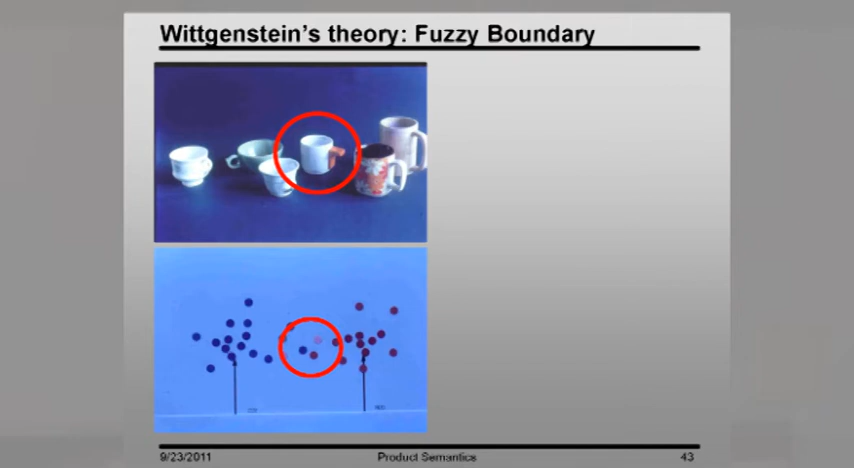 Wittgenstein's theory: Fuzzy Boundary
9/23/2011
Product Semantics
43